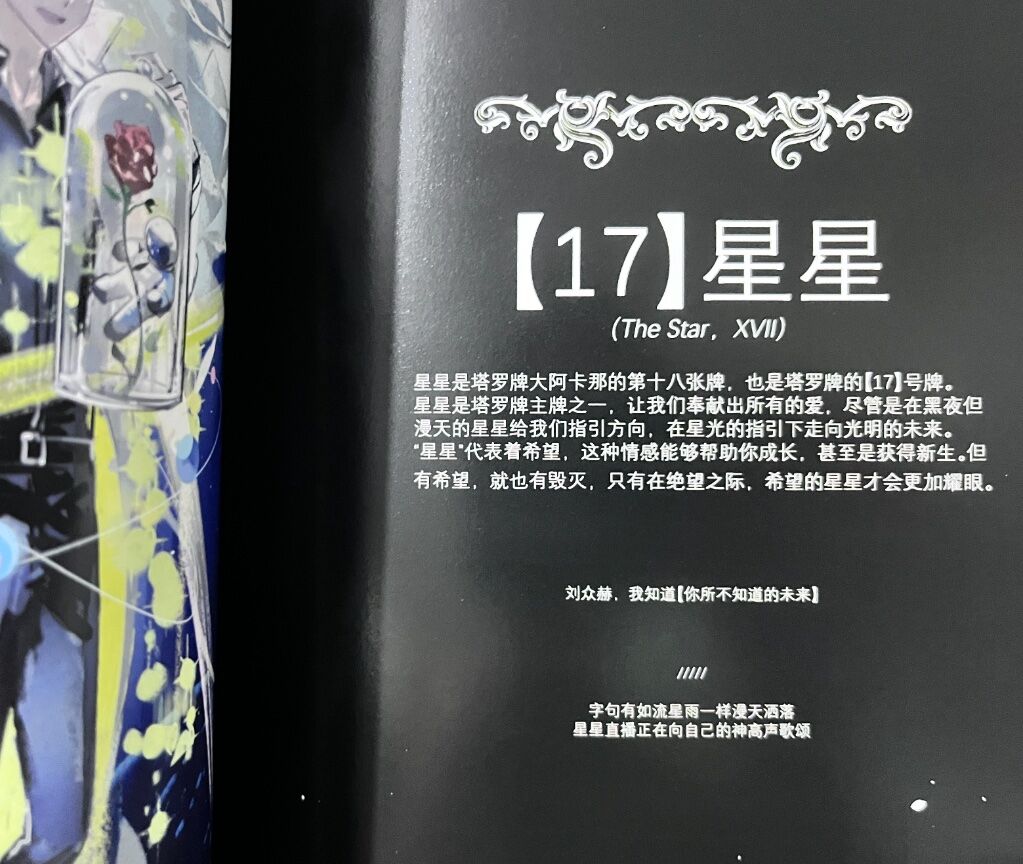 【17】星星
(The Star，XVII)
星星是塔罗牌大阿卡那的第十八张牌，也是塔罗牌的【17】号牌。
星星是塔罗牌主牌之一，让我们奉献出所有的爱，尽管是在黑夜但
漫天的星星给我们指引方向，在星光的指引下走向光明的未来。
“星星”代表着希望，这种情感能够帮助你成长，甚至是获得新生。但
有希望，就也有毁灭，只有在绝望之际，希望的星星才会更加耀眼。
刘众赫，我知道【你所不知道的未来】
/////
字句有如流星雨一样漫天洒落
星星直播正在向自己的神高声歌颂